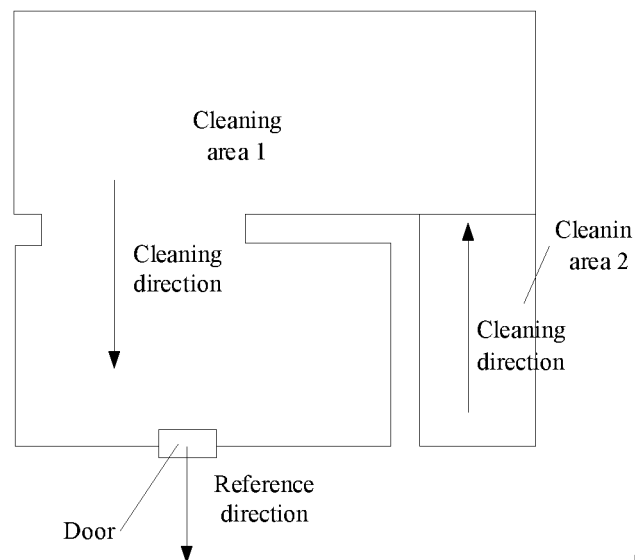 Cleaning
area 1
Cleaning
direction
Cleanin
area 2
Cleaning
direction
Reference
direction
Door